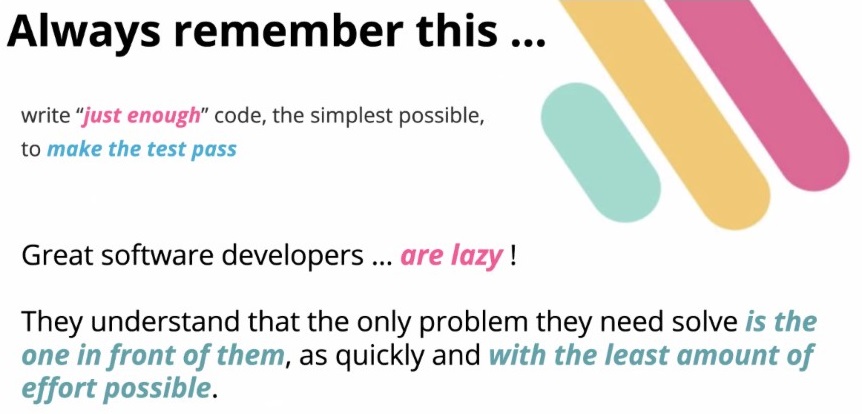 Always remember this ...
write “just enough” code, the simplest possible,
to make the test pass
Great software developers ... are lazy !
They understand that the only problem they need solve is the
one in front of them, as quickly and with the least amount of
effort possible.